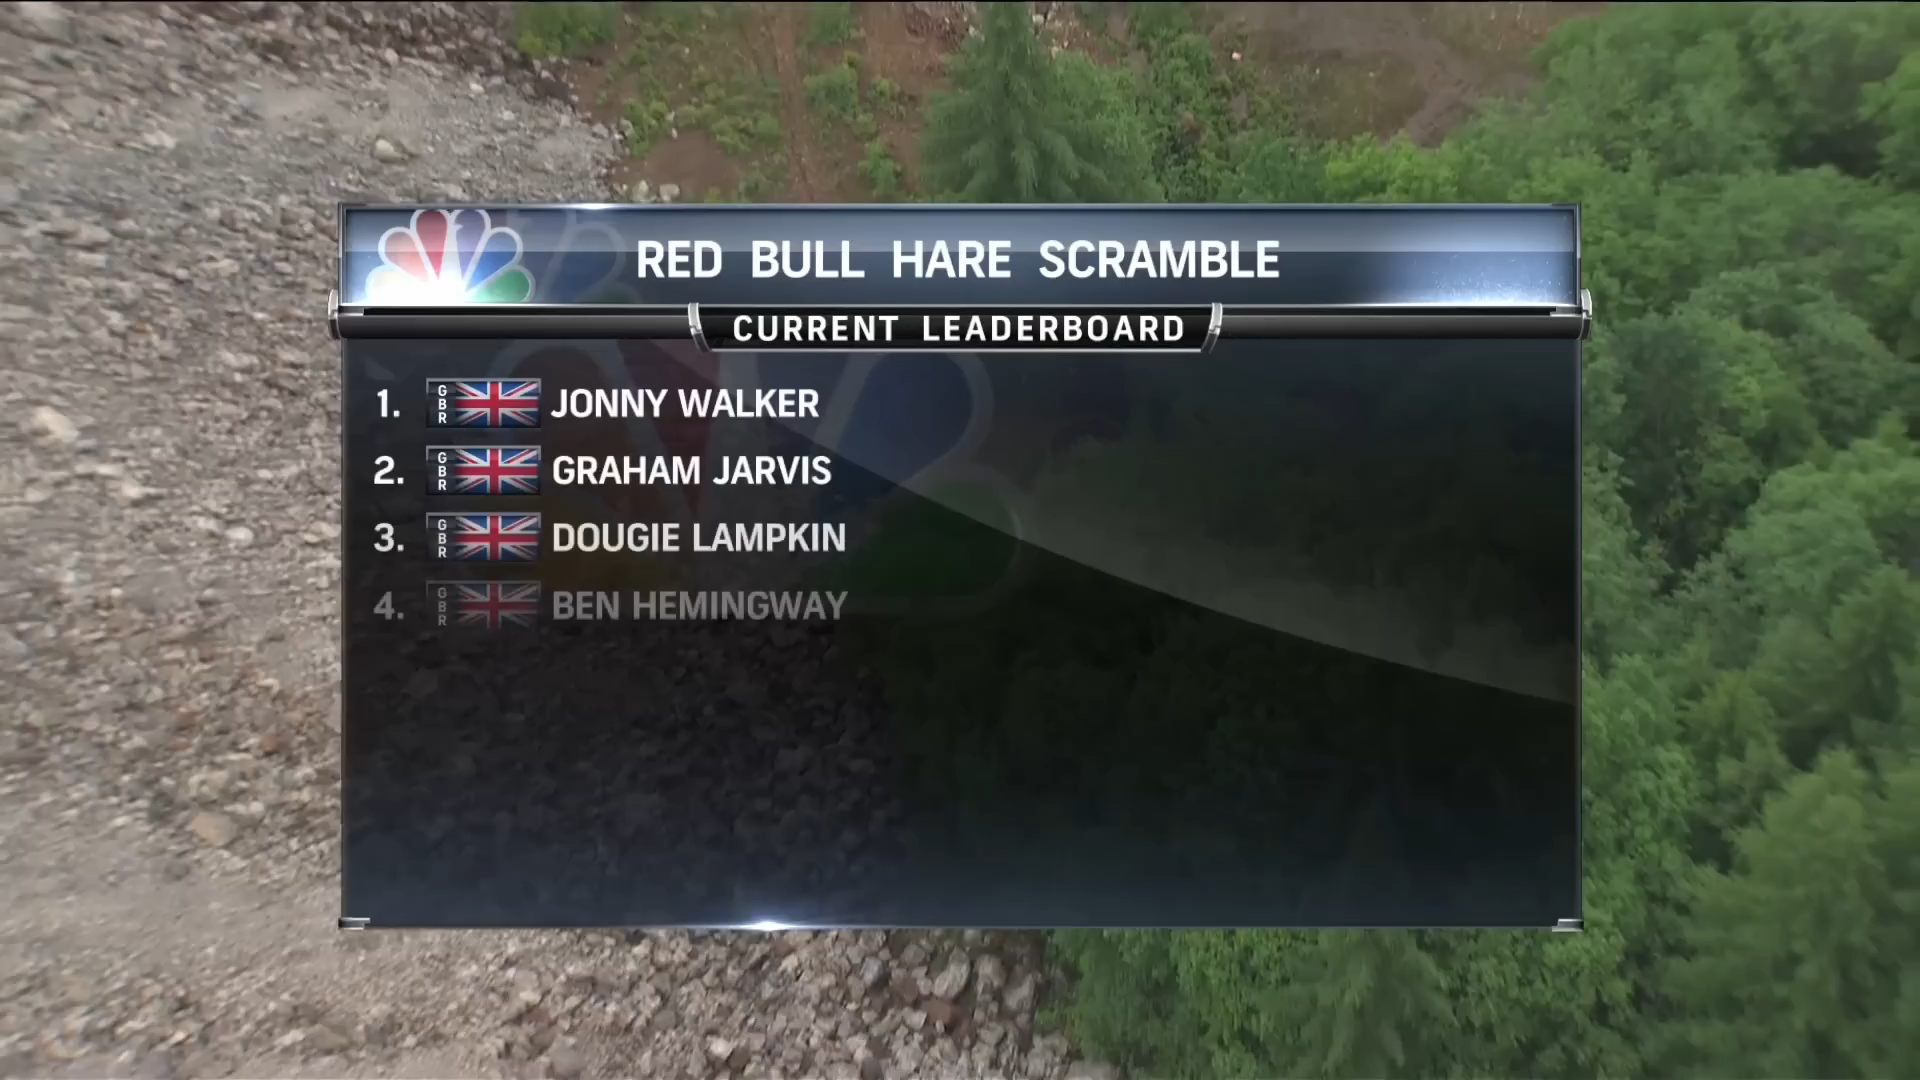 RED BULL HARE SCRAMBLE
CURRENT LEADERBOARD
1. GBR JONNY WALKER
2. GBR GRAHAM JARVIS
3. GBR DOUGIE LAMPKIN
4. GBR BEN HEMINGWAY